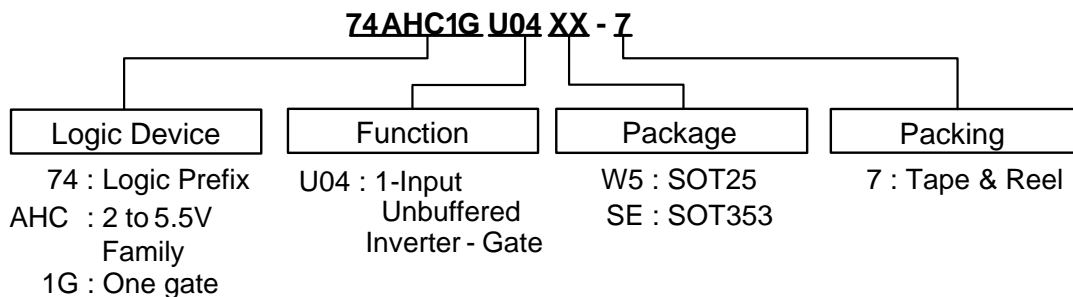 74AHC1G U04 XX - 7
Logic Device
74 : Logic Prefix
AHC : 2 to 5.5V
Family
1G : One gate
Function
U04 : 1-Input
Unbuffered
Inverter - Gate
Package
W5 : SOT25
SE : SOT353
Packing
7 : Tape & Reel